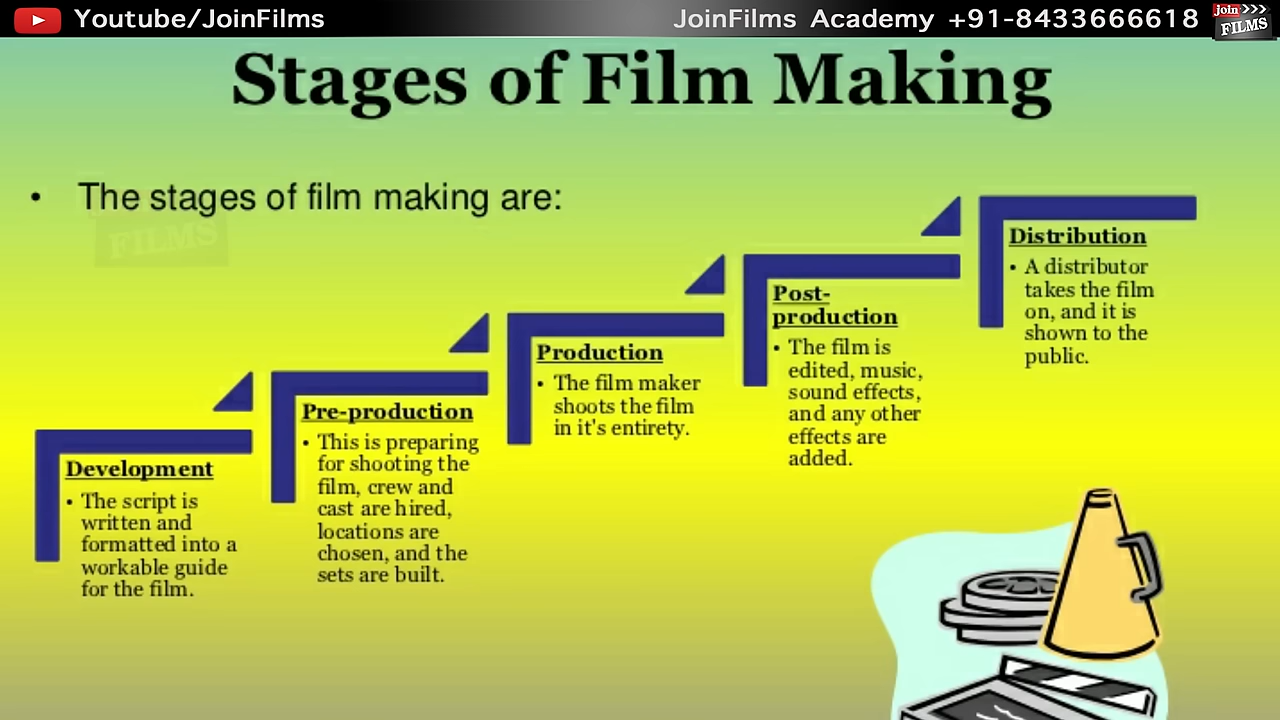 Youtube/JoinFilms
JoinFilms Academy +91-8433666618
Join
FILMS
Stages of Film Making
• The stages of film making are:
FILMS
Development
• The script is
written and
formatted into a
workable guide
for the film.
Pre-production
• This is preparing
for shooting the
film, crew and
cast are hired,
locations are
chosen, and the
sets are built.
Production
• The film maker
shoots the film
in it's entirety.
Post-
production
• The film is
edited, music,
sound effects,
and any other
effects are
added.
Distribution
• A distributor
takes the film
on, and it is
shown to the
public.